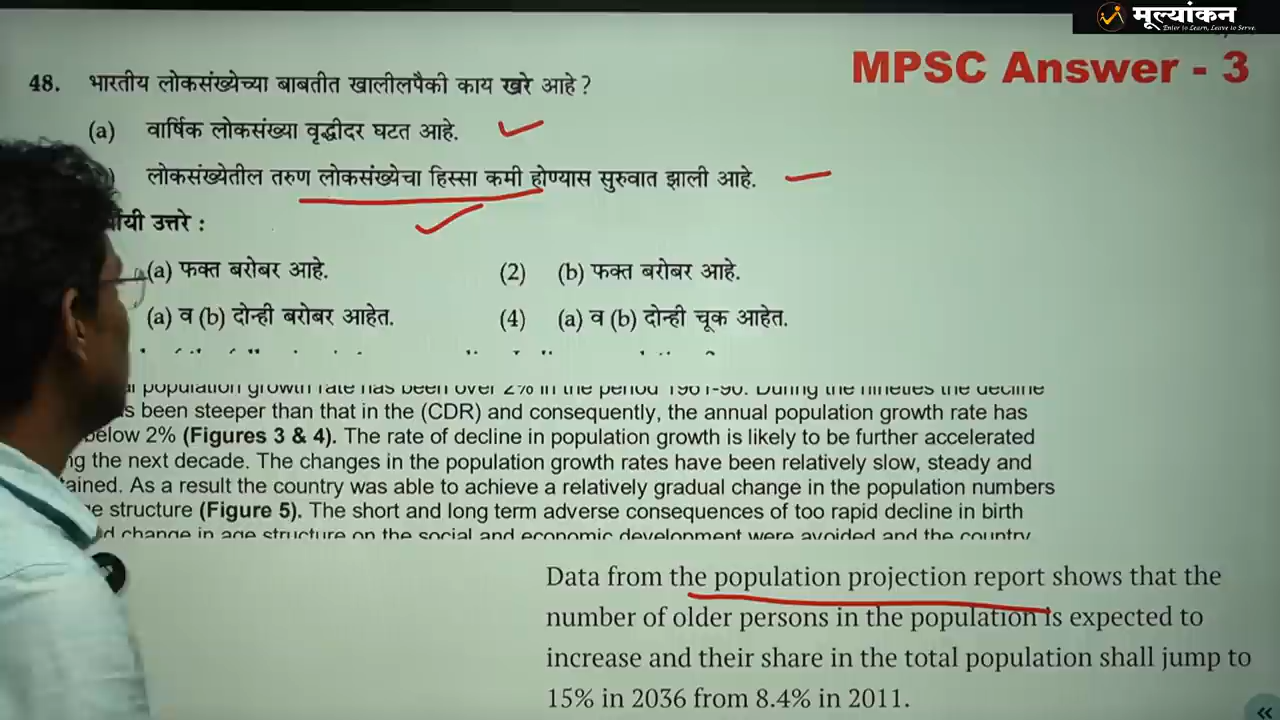 मूल्यांकन
Enter to Learn, Leave to Serve.
MPSC Answer - 3
48. भारतीय लोकसंख्येच्या बाबतीत खालीलपैकी काय खरे आहे ?
(a) वार्षिक लोकसंख्या वृद्धीदर घटत आहे.
लोकसंख्येतील तरुण लोकसंख्येचा हिस्सा कमी होण्यास सुरुवात झाली आहे.
उत्तरे :
(a) फक्त बरोबर आहे. (2) (b) फक्त बरोबर आहे.
(a) व (b) दोन्ही बरोबर आहेत. (4) (a) व (b) दोन्ही चूक आहेत.
population growth rate has been over 2% in the period 1961-90. During the nineties the decline
been steeper than that in the (CDR) and consequently, the annual population growth rate has
below 2% (Figures 3 & 4). The rate of decline in population growth is likely to be further accelerated
the next decade. The changes in the population growth rates have been relatively slow, steady and
As a result the country was able to achieve a relatively gradual change in the population numbers
structure (Figure 5). The short and long term adverse consequences of too rapid decline in birth
change in age structure on the social and economic development were avoided and the country
Data from the population projection report shows that the
number of older persons in the population is expected to
increase and their share in the total population shall jump to
15% in 2036 from 8.4% in 2011.